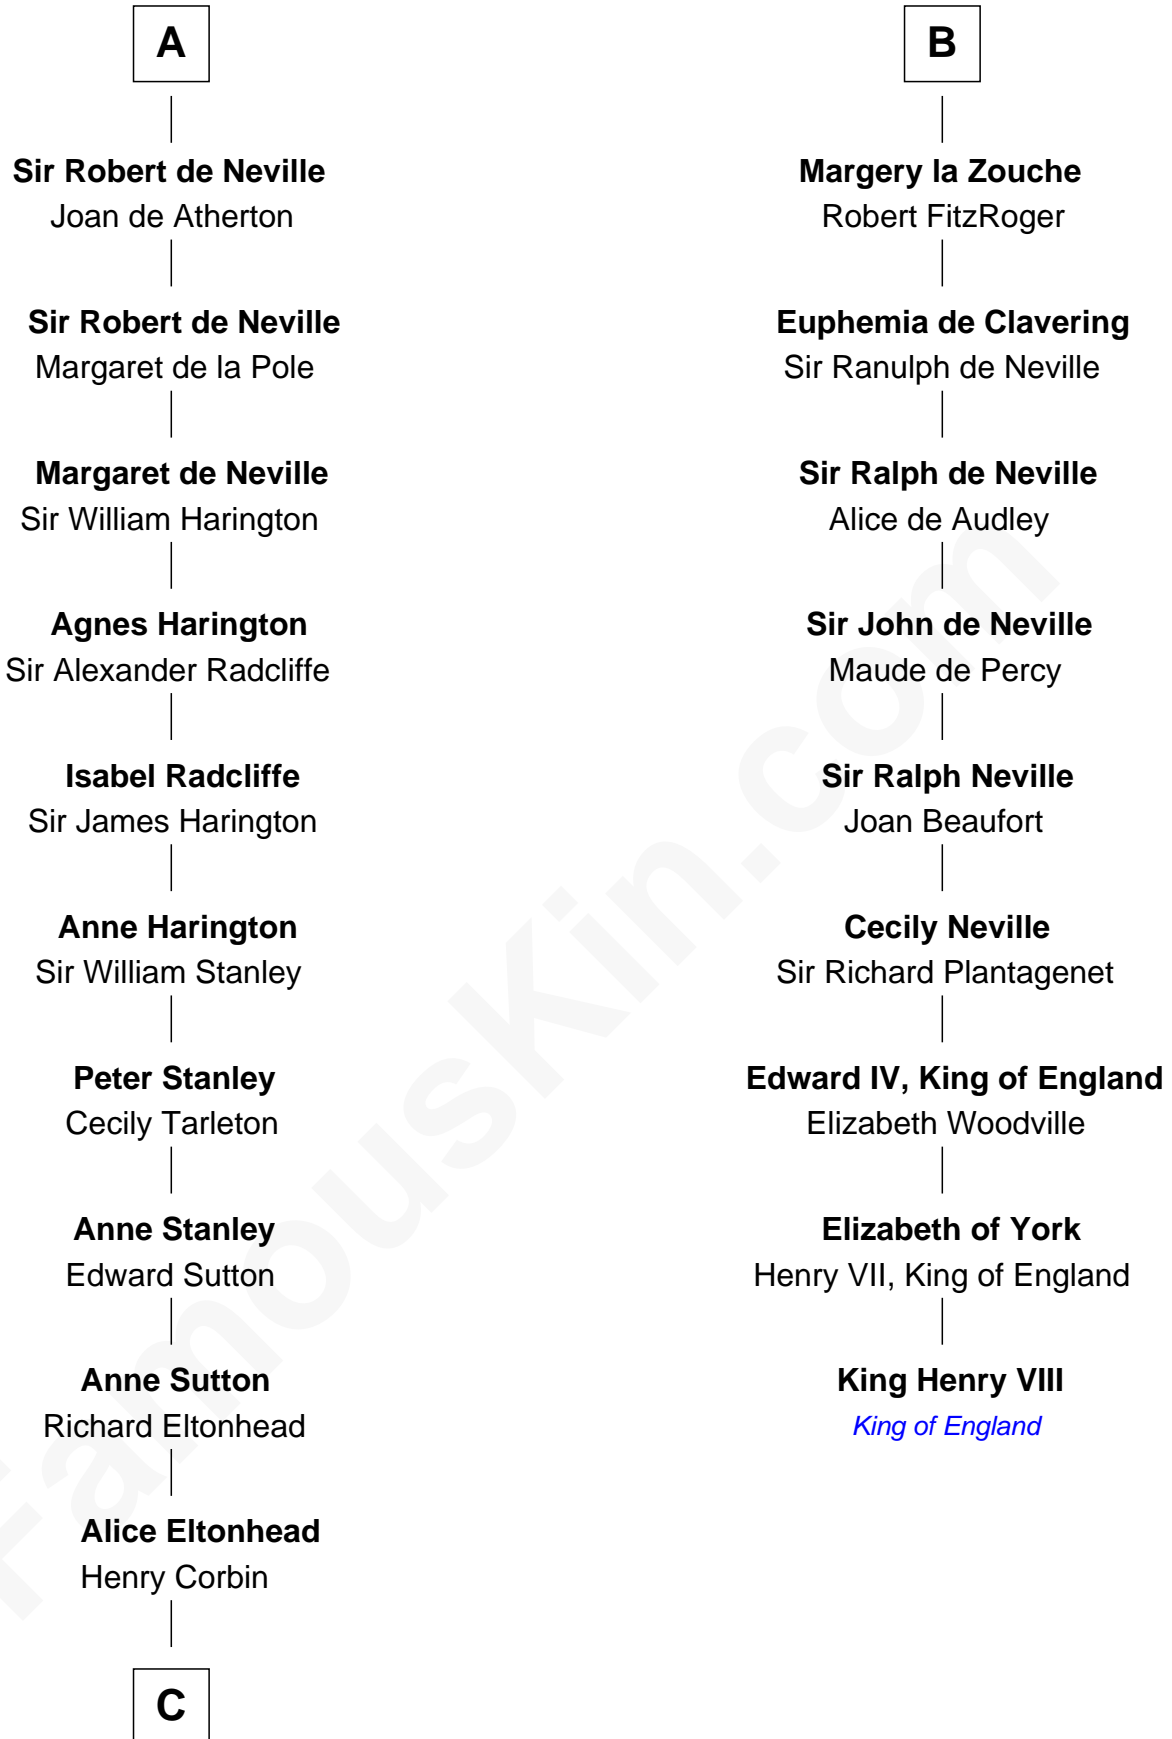 A
Sir Robert de Neville
Joan de Atherton
Sir Robert de Neville
Margaret de la Pole
Margaret de Neville
Sir William Harington
Agnes Harington
Sir Alexander Radcliffe
Isabel Radcliffe
Sir James Harington
Anne Harington
Sir William Stanley
Peter Stanley
Cecily Tarleton
Anne Stanley
Edward Sutton
Anne Sutton
Richard Eltonhead
Alice Eltonhead
Henry Corbin
C
B
Margery la Zouche
Robert FitzRoger
Euphemia de Clavering
Sir Ranulph de Neville
Sir Ralph de Neville
Alice de Audley
Sir John de Neville
Maude de Percy
Sir Ralph Neville
Joan Beaufort
Cecily Neville
Sir Richard Plantagenet
Edward IV, King of England
Elizabeth Woodville
Elizabeth of York
Henry VII, King of England
King Henry VIII
King of England
FamousKin.com